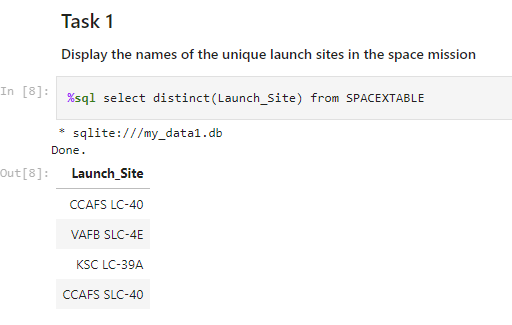 Task 1
Display the names of the unique launch sites in the space mission
In [8]: %sql select distinct(Launch_Site) from SPACEXTABLE
* sqlite:///my_data1.db
Done.
Out[8]: Launch_Site
CCAFS LC-40
VAFB SLC-4E
KSC LC-39A
CCAFS SLC-40